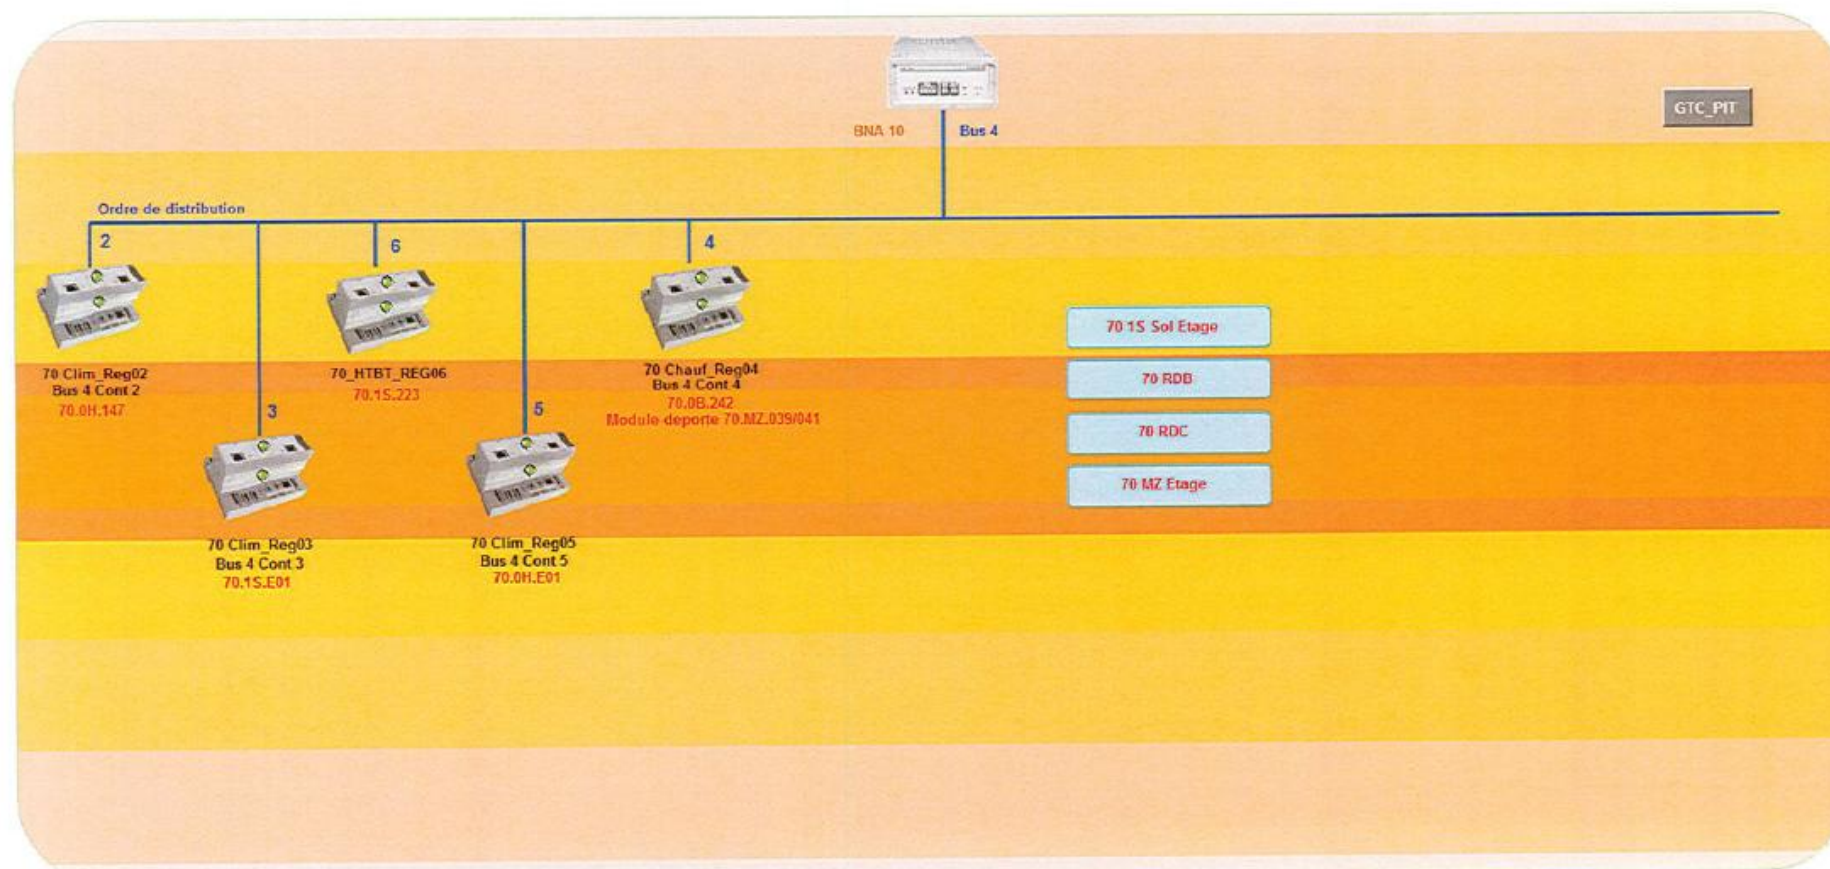 GTC_PIT
BNA 10
Bus 4
Ordre de distribution
2
6
4
70 Clim_Reg02
Bus 4 Cont 2
70.0H.147
70_HTBT_REG06
70.1S.223
70 Chauf_Reg04
Bus 4 Cont 4
70.0B.242
Module deporte 70.MZ.039/041
3
5
70 Clim_Reg03
Bus 4 Cont 3
70.1S.E01
70 Clim_Reg05
Bus 4 Cont 5
70.0H.E01
70 1S Sol Etage
70 RDB
70 RDC
70 MZ Etage